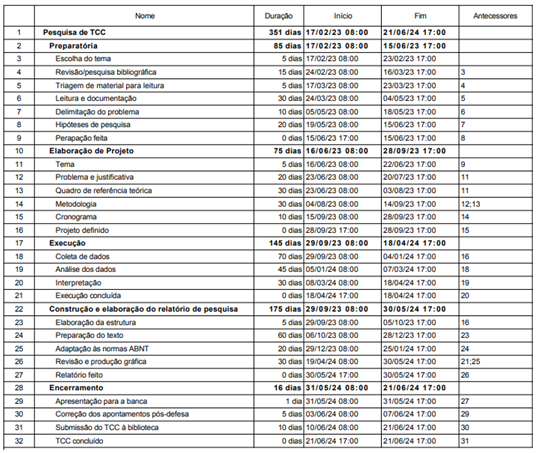 Nome Duração Início Fim Antecessores
1 Pesquisa de TCC 351 dias 17/02/23 08:00 21/06/24 17:00
2 Preparatória 85 dias 17/02/23 08:00 15/06/23 17:00
3 Escolha do tema 5 dias 17/02/23 08:00 23/02/23 17:00
4 Revisão/pesquisa bibliográfica 15 dias 24/02/23 08:00 16/03/23 17:00 3
5 Triagem de material para leitura 5 dias 17/03/23 08:00 23/03/23 17:00 4
6 Leitura e documentação 30 dias 24/03/23 08:00 04/05/23 17:00 5
7 Delimitação do problema 10 dias 05/05/23 08:00 18/05/23 17:00 6
8 Hipóteses de pesquisa 20 dias 19/05/23 08:00 15/06/23 17:00 7
9 Perapação feita 0 dias 15/06/23 17:00 15/06/23 17:00 8
10 Elaboração de Projeto 75 dias 16/06/23 08:00 28/09/23 17:00
11 Tema 5 dias 16/06/23 08:00 22/06/23 17:00 9
12 Problema e justificativa 20 dias 23/06/23 08:00 20/07/23 17:00 11
13 Quadro de referência teórica 30 dias 23/06/23 08:00 03/08/23 17:00 11
14 Metodologia 30 dias 04/08/23 08:00 14/09/23 17:00 12;13
15 Cronograma 10 dias 15/09/23 08:00 28/09/23 17:00 14
16 Projeto definido 0 dias 28/09/23 17:00 28/09/23 17:00 15
17 Execução 145 dias 29/09/23 08:00 18/04/24 17:00
18 Coleta de dados 70 dias 29/09/23 08:00 04/01/24 17:00 16
19 Análise dos dados 45 dias 05/01/24 08:00 07/03/24 17:00 18
20 Interpretação 30 dias 08/03/24 08:00 18/04/24 17:00 19
21 Execução concluída 0 dias 18/04/24 17:00 18/04/24 17:00 20
22 Construção e elaboração do relatório de pesquisa 175 dias 29/09/23 08:00 30/05/24 17:00
23 Elaboração da estrutura 5 dias 29/09/23 08:00 05/10/23 17:00 16
24 Preparação do texto 60 dias 06/10/23 08:00 28/12/23 17:00 23
25 Adaptação às normas ABNT 20 dias 29/12/23 08:00 25/01/24 17:00 24
26 Revisão e produção gráfica 30 dias 19/04/24 08:00 30/05/24 17:00 21;25
27 Relatório feito 0 dias 30/05/24 17:00 30/05/24 17:00 26
28 Encerramento 16 dias 31/05/24 08:00 21/06/24 17:00
29 Apresentação para a banca 1 dia 31/05/24 08:00 31/05/24 17:00 27
30 Correção dos apontamentos pós-defesa 5 dias 03/06/24 08:00 07/06/24 17:00 29
31 Submissão do TCC à biblioteca 10 dias 10/06/24 08:00 21/06/24 17:00 30
32 TCC concluído 0 dias 21/06/24 17:00 21/06/24 17:00 31